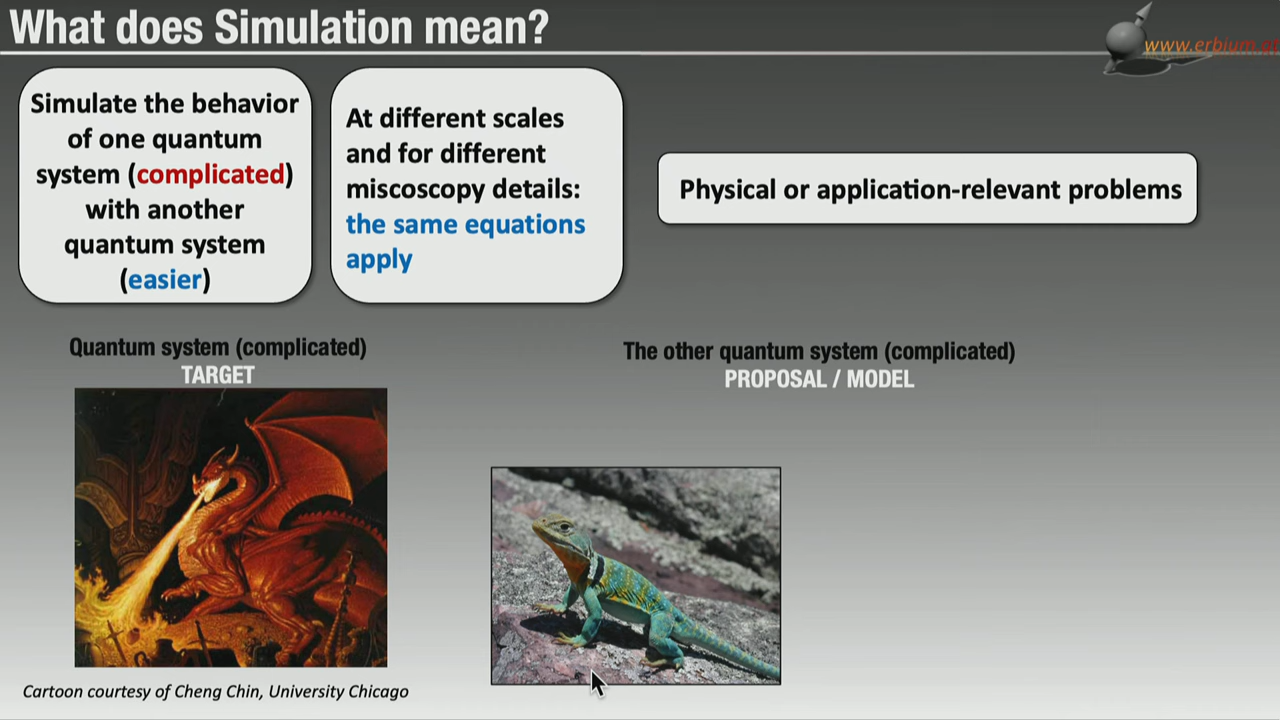 What does Simulation mean?
www.erbium.at
Simulate the behavior
of one quantum
system (complicated)
with another
quantum system
(easier)
At different scales
and for different
miscoscopy details:
the same equations
apply
Physical or application-relevant problems
Quantum system (complicated)
TARGET
The other quantum system (complicated)
PROPOSAL / MODEL
Cartoon courtesy of Cheng Chin, University Chicago